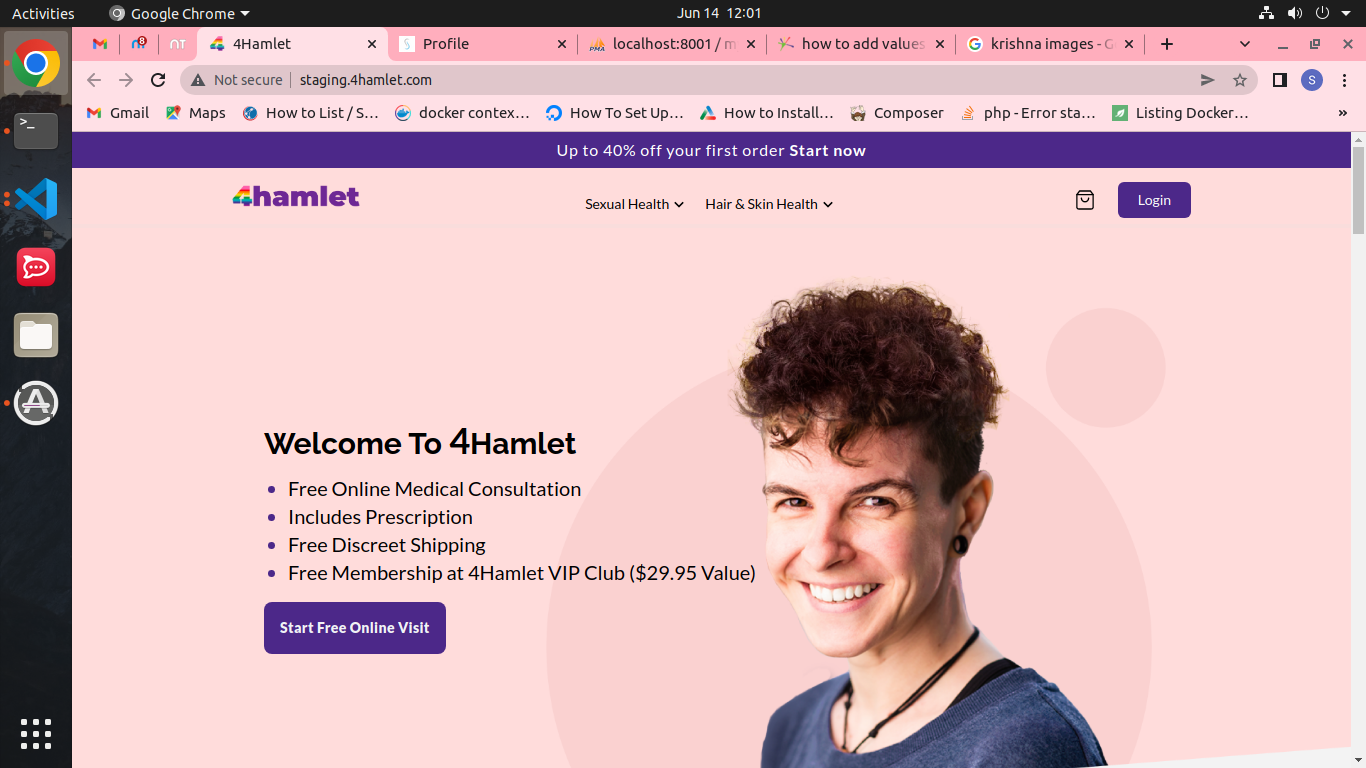 Activities
Google Chrome
Jun 14 12:01
8
4Hamlet
Profile
localhost:8001 / m
how to add values
krishna images - G
Not secure
staging.4hamlet.com
S
Gmail
Maps
How to List / S…
docker contex…
How To Set Up…
How to Install…
Composer
php - Error sta…
Listing Docker…
»
Up to 40% off your first order Start now
4hamlet
Sexual Health
Hair & Skin Health
Login
Welcome To 4Hamlet
Free Online Medical Consultation
Includes Prescription
Free Discreet Shipping
Free Membership at 4Hamlet VIP Club ($29.95 Value)
Start Free Online Visit